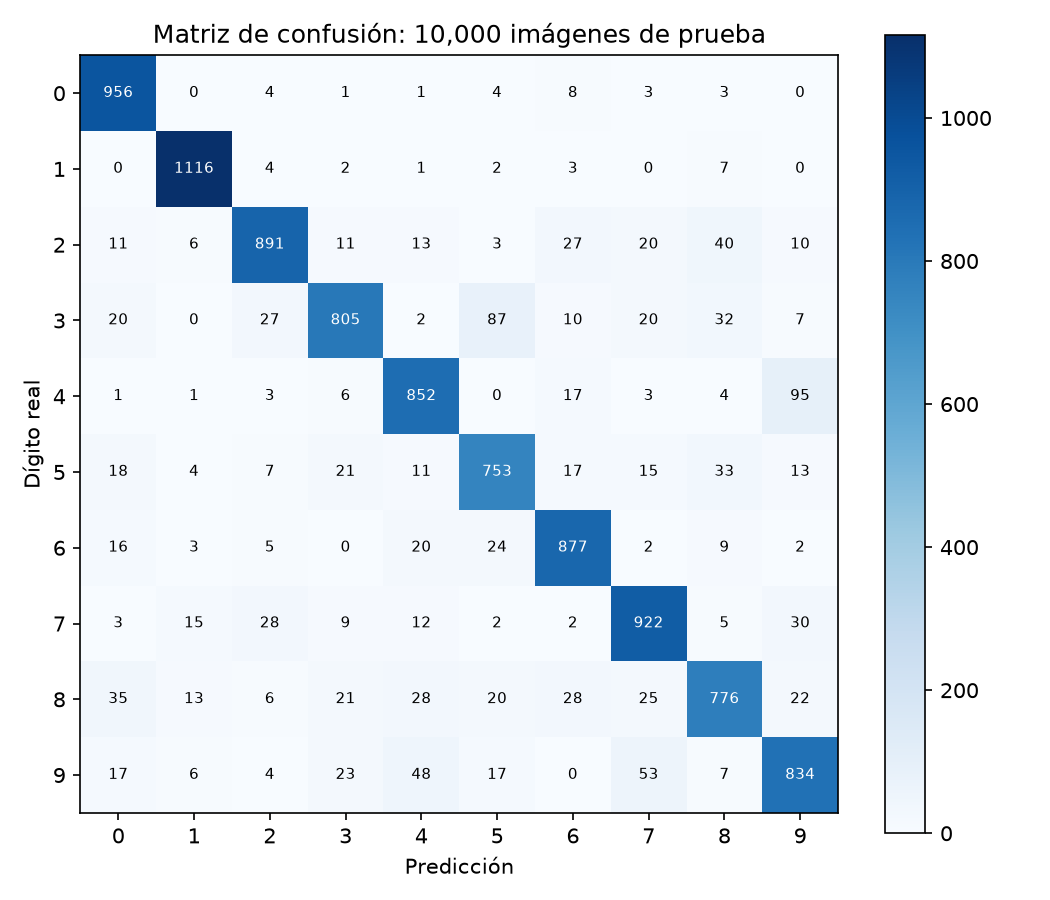 Matriz de confusión: 10,000 imágenes de prueba
0 956 0 4 1 1 4 8 3 3 0
1 0 1116 4 2 1 2 3 0 7 0
2 11 6 891 11 13 3 27 20 40 10
3 20 0 27 805 2 87 10 20 32 7
4 1 1 3 6 852 0 17 3 4 95
5 18 4 7 21 11 753 17 15 33 13
6 16 3 5 0 20 24 877 2 9 2
7 3 15 28 9 12 2 2 922 5 30
8 35 13 6 21 28 20 28 25 776 22
9 17 6 4 23 48 17 0 53 7 834
0 1 2 3 4 5 6 7 8 9
Predicción
Dígito real
1000
800
600
400
200
0